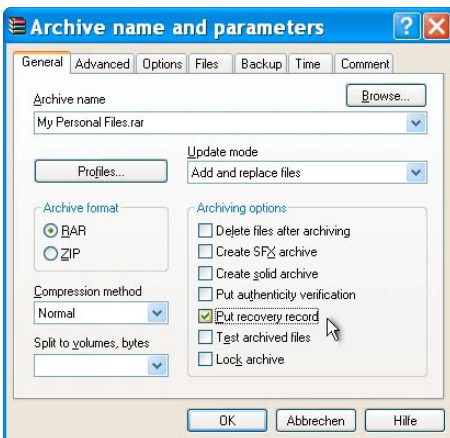 Archive name and parameters
General Advanced Options Files Backup Time Comment
Archive name
Browse...
My Personal Files.rar
Profiles...
Update mode
Add and replace files
Archive format
RAR
ZIP
Compression method
Normal
Split to volumes, bytes
Archiving options
Delete files after archiving
Create SFX archive
Create solid archive
Put authenticity verification
Put recovery record
Test archived files
Lock archive
OK Abbrechen Hilfe